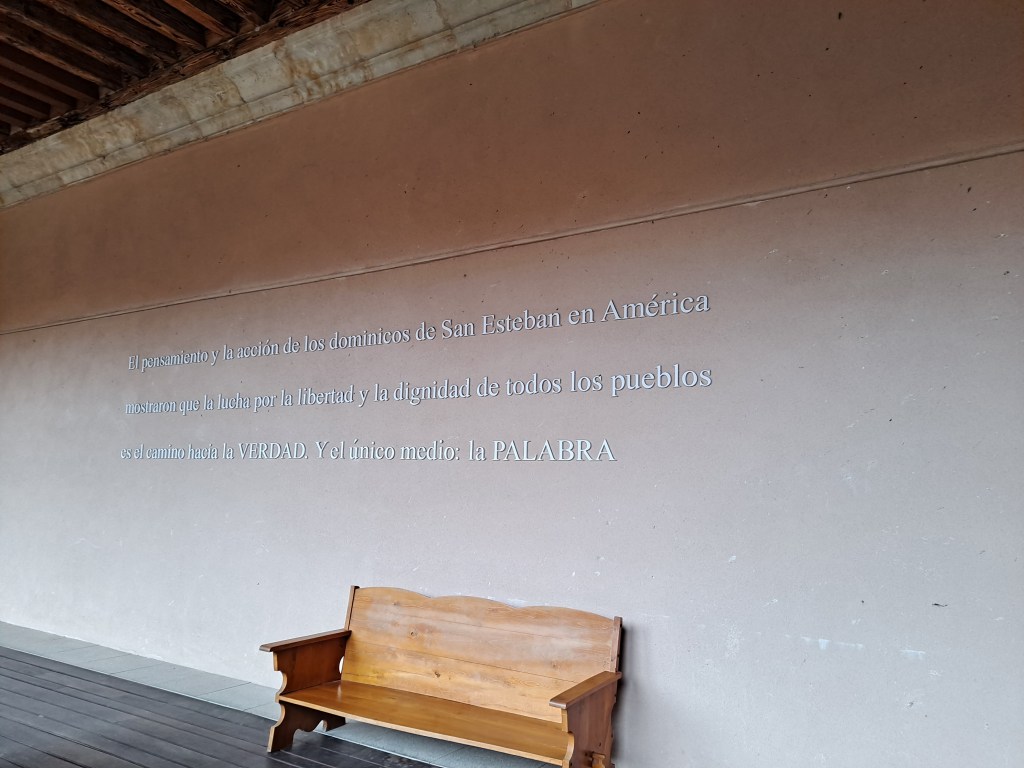 El pensamiento y la acción de los dominicos de San Esteban en América
mostraron que la lucha por la libertad y la dignidad de todos los pueblos
es el camino hacia la VERDAD. Y el único medio: la PALABRA